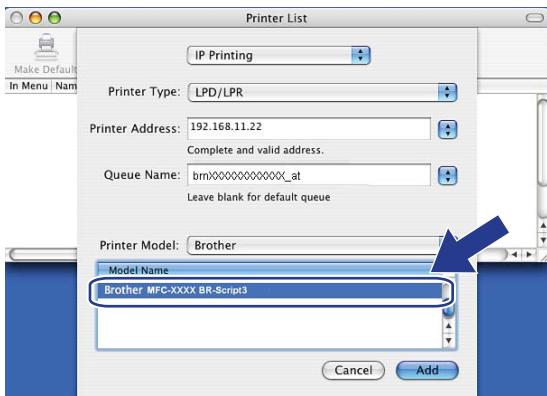 Printer List
IP Printing
Make Default
In Menu Nam
Printer Type: LPD/LPR
Printer Address: 192.168.11.22
Complete and valid address.
Queue Name: brnXXXXXXXXXXXX_at
Leave blank for default queue
Printer Model: Brother
Model Name
Brother MFC-XXXX BR-Script3
Cancel Add